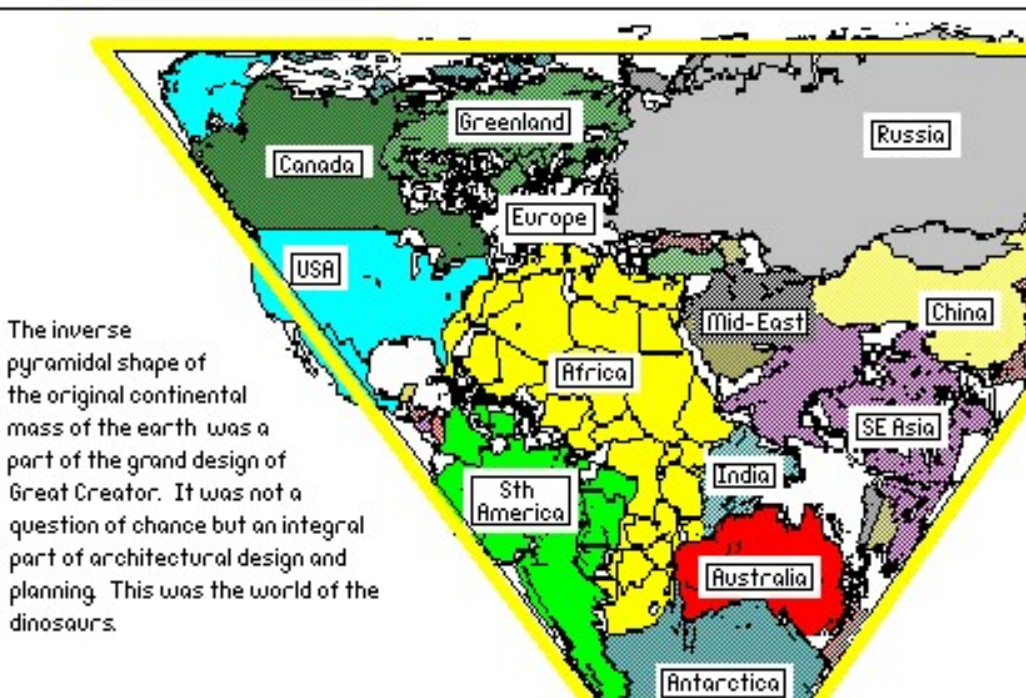 Greenland
Russia
Canada
Europe
USA
China
Mid-East
Africa
SE Asia
India
Sth
America
Australia
Antarctica
The inverse
pyramidal shape of
the original continental
mass of the earth was a
part of the grand design of
Great Creator. It was not a
question of chance but an integral
part of architectural design and
planning. This was the world of the
dinosaurs.